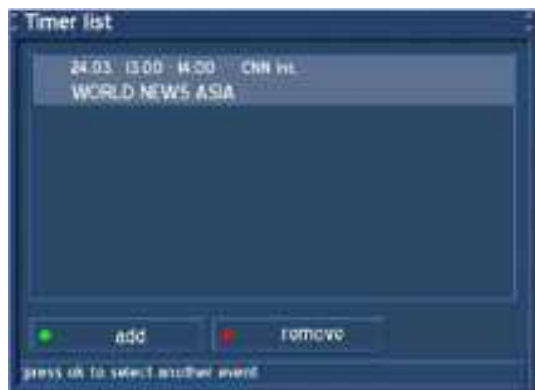 Timer list
24.03. 13:00 14:00 CNN Int.
WORLD NEWS ASIA
add remove
press ok to select another event